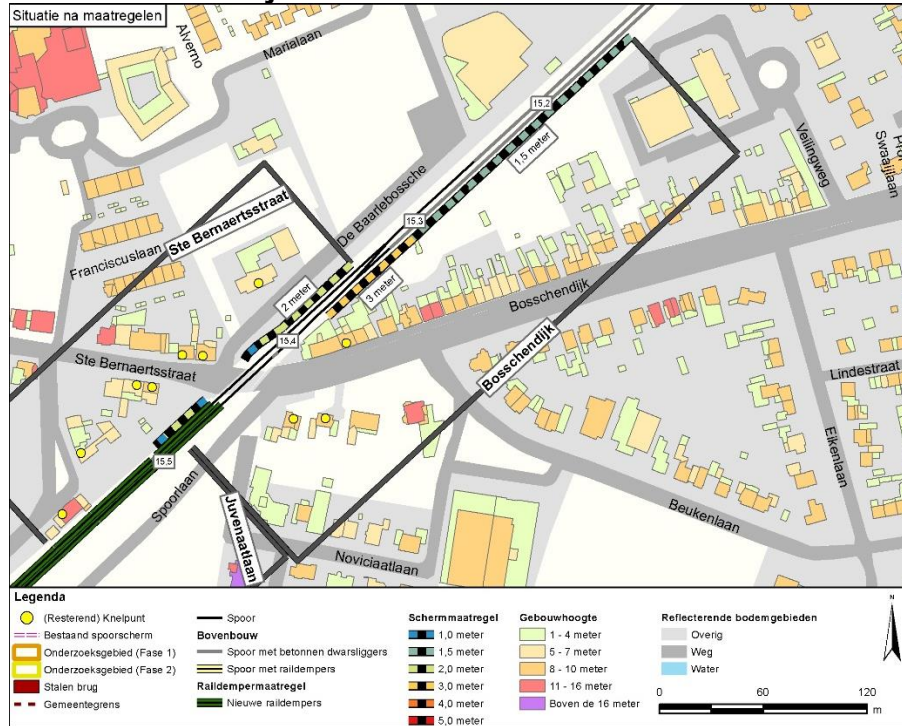 Situatie na maatregelen
Alverno
Marialaan
15,2
1,5 meter
Veilingweg
Swaaijlaan
De Baarlebossche
Ste Bernaertsstraat
Franciscuslaan
15,3
2 meter
3 meter
Bosschendijk
15,4
Ste Bernaertsstraat
Bosschendijk
Lindestraat
15,5
Spoorlaan
Eikenlaan
Beukenlaan
Juvenaatlaan
Noviciaatlaan
Legenda
(Resterend) Knelpunt
Bestaand spoorscherm
Onderzoeksgebied (Fase 1)
Onderzoeksgebied (Fase 2)
Stalen brug
Gemeentegrens
Spoor
Bovenbouw
Spoor met betonnen dwarsliggers
Spoor met raildempers
Raildempermaatregel
Nieuwe raildempers
Schermmaatregel
1,0 meter
1,5 meter
2,0 meter
3,0 meter
4,0 meter
5,0 meter
Gebouwhoogte
1 - 4 meter
5 - 7 meter
8 - 10 meter
11 - 16 meter
Boven de 16 meter
Reflecterende bodemgebieden
Overig
Weg
Water
N
0 60 120
m